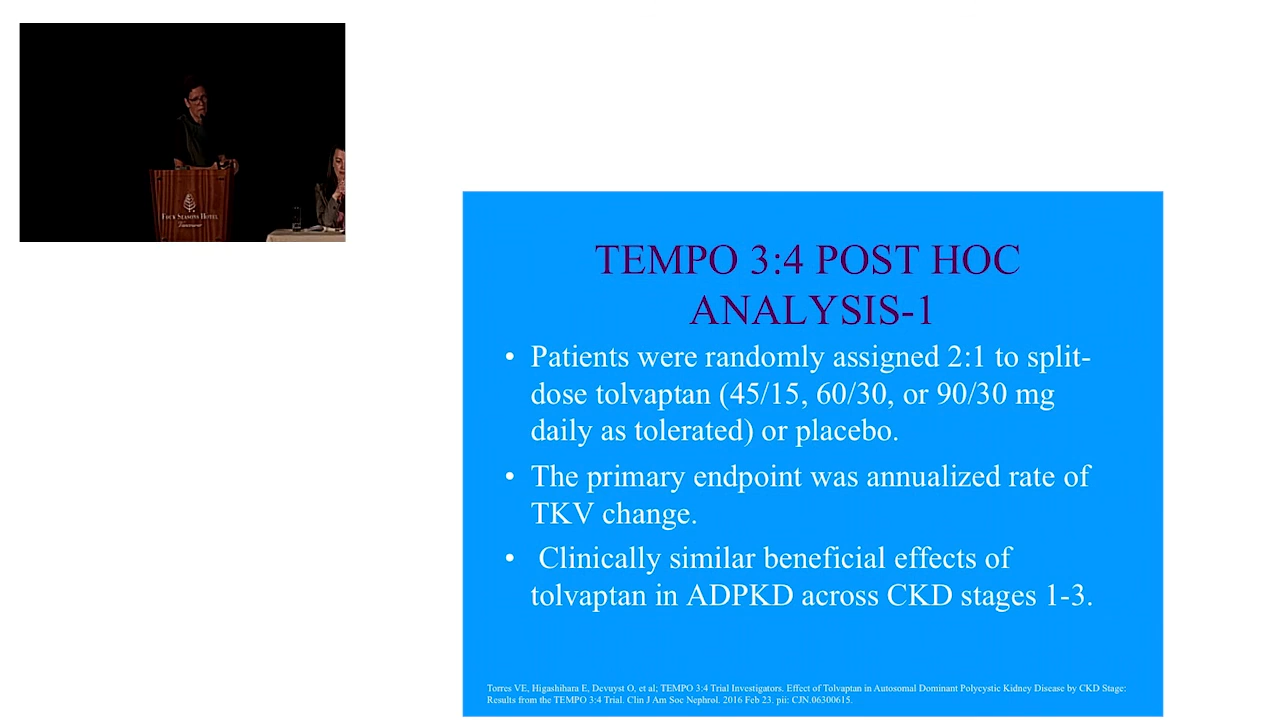 FOUR SEASONS HOTEL
Vancouver
TEMPO 3:4 POST HOC
ANALYSIS-1
• Patients were randomly assigned 2:1 to split-
dose tolvaptan (45/15, 60/30, or 90/30 mg
daily as tolerated) or placebo.
• The primary endpoint was annualized rate of
TKV change.
• Clinically similar beneficial effects of
tolvaptan in ADPKD across CKD stages 1-3.
Torres VE, Higashihara E, Devuyst O, et al; TEMPO 3:4 Trial Investigators. Effect of Tolvaptan in Autosomal Dominant Polycystic Kidney Disease by CKD Stage:
Results from the TEMPO 3:4 Trial. Clin J Am Soc Nephrol. 2016 Feb 23. pii: CJN.06300615.